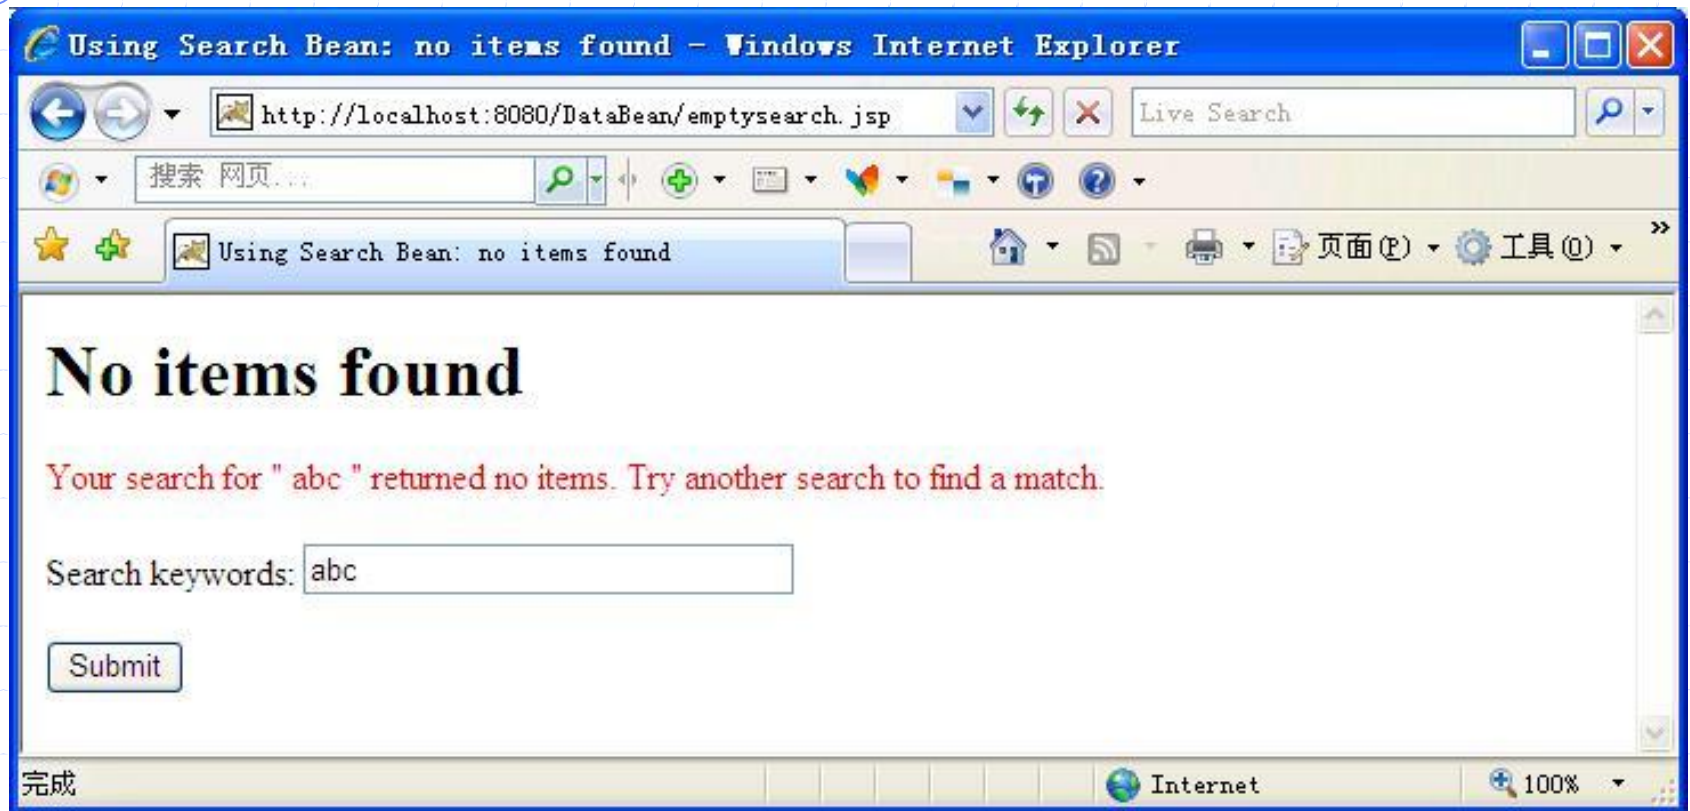 Using Search Bean: no items found - Windows Internet Explorer
http://localhost:8080/DataBean/emptysearch.jsp Live Search
搜索 网页...
Using Search Bean: no items found 页面(P) 工具(O) »
No items found
Your search for " abc " returned no items. Try another search to find a match.
Search keywords: abc
Submit
完成 Internet 100%